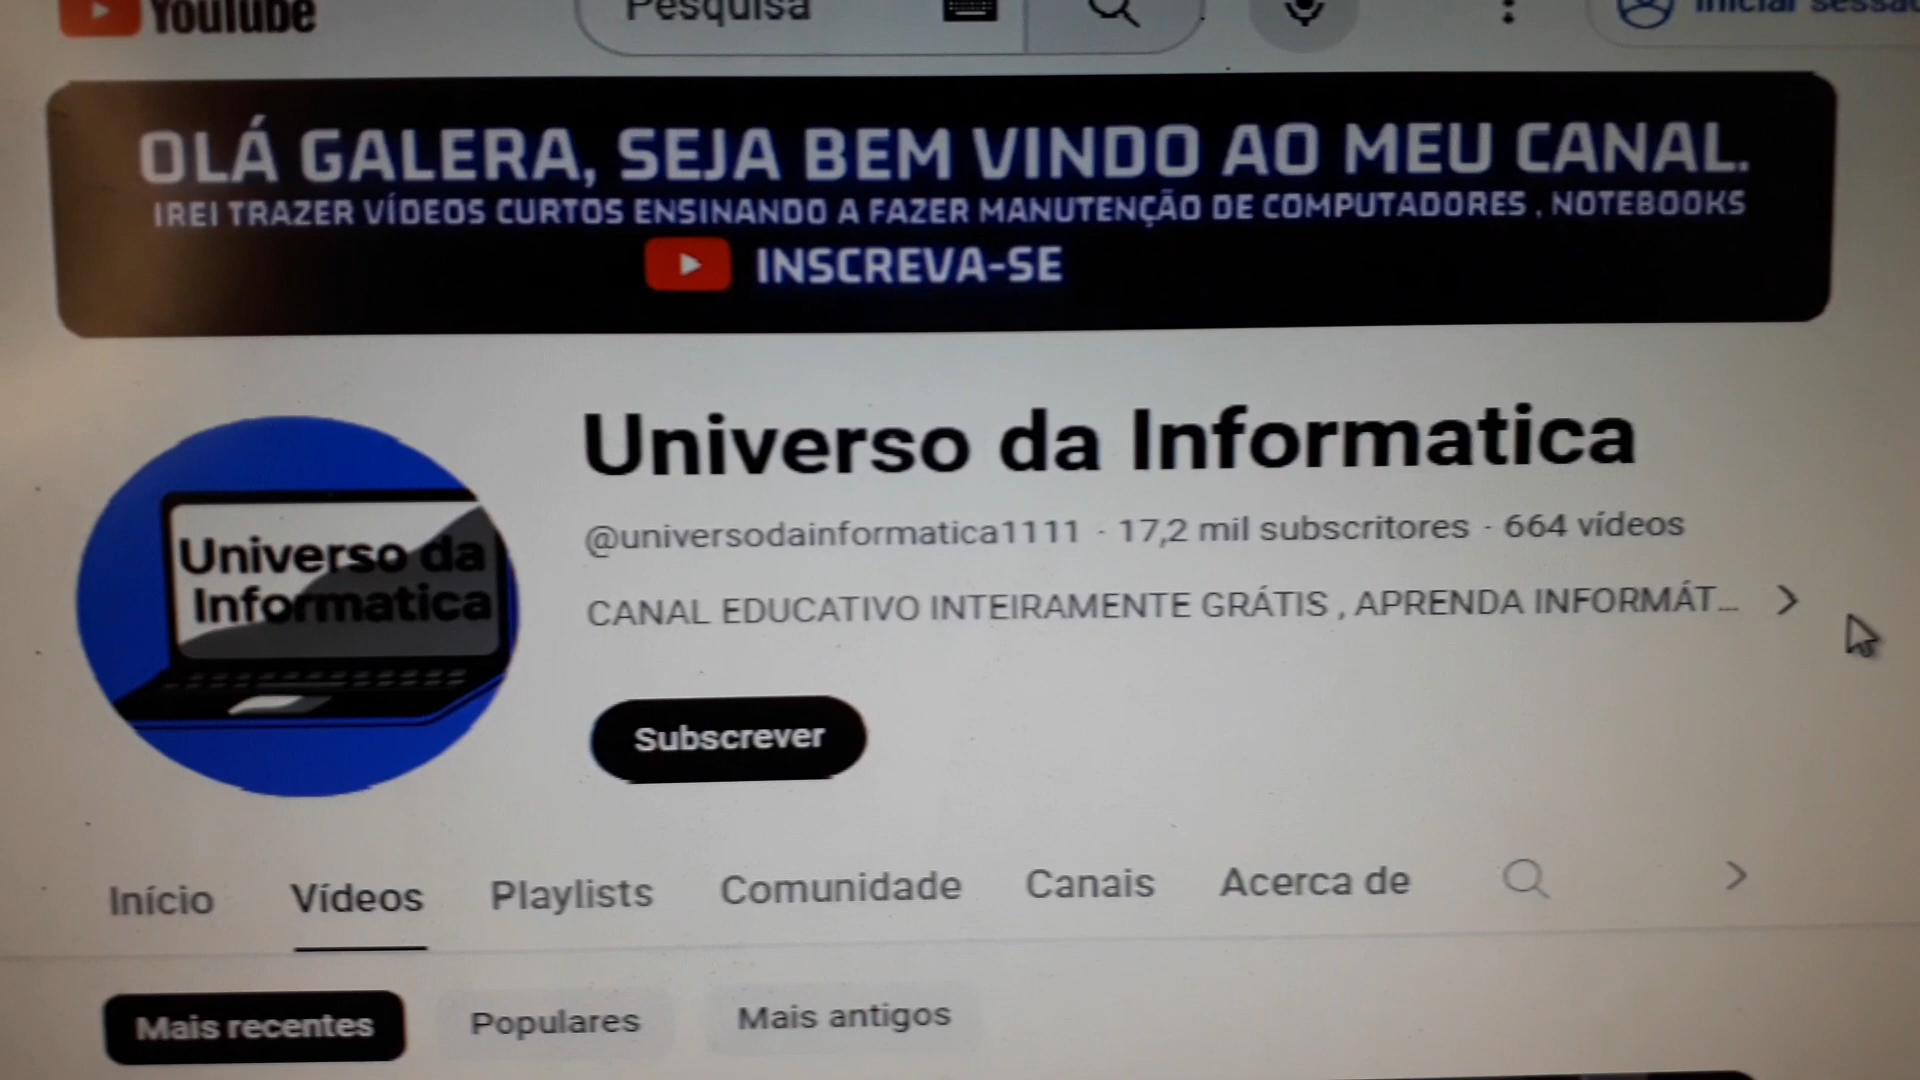 YouTube
Pesquisa
Iniciar sessão
OLÁ GALERA, SEJA BEM VINDO AO MEU CANAL.
IREI TRAZER VÍDEOS CURTOS ENSINANDO A FAZER MANUTENÇÃO DE COMPUTADORES , NOTEBOOKS
INSCREVA-SE
Universo da
Informatica
Universo da Informatica
@universodainformatica1111 · 17,2 mil subscritores · 664 vídeos
CANAL EDUCATIVO INTEIRAMENTE GRÁTIS , APRENDA INFORMÁT...
Subscrever
Início Vídeos Playlists Comunidade Canais Acerca de
Mais recentes Populares Mais antigos